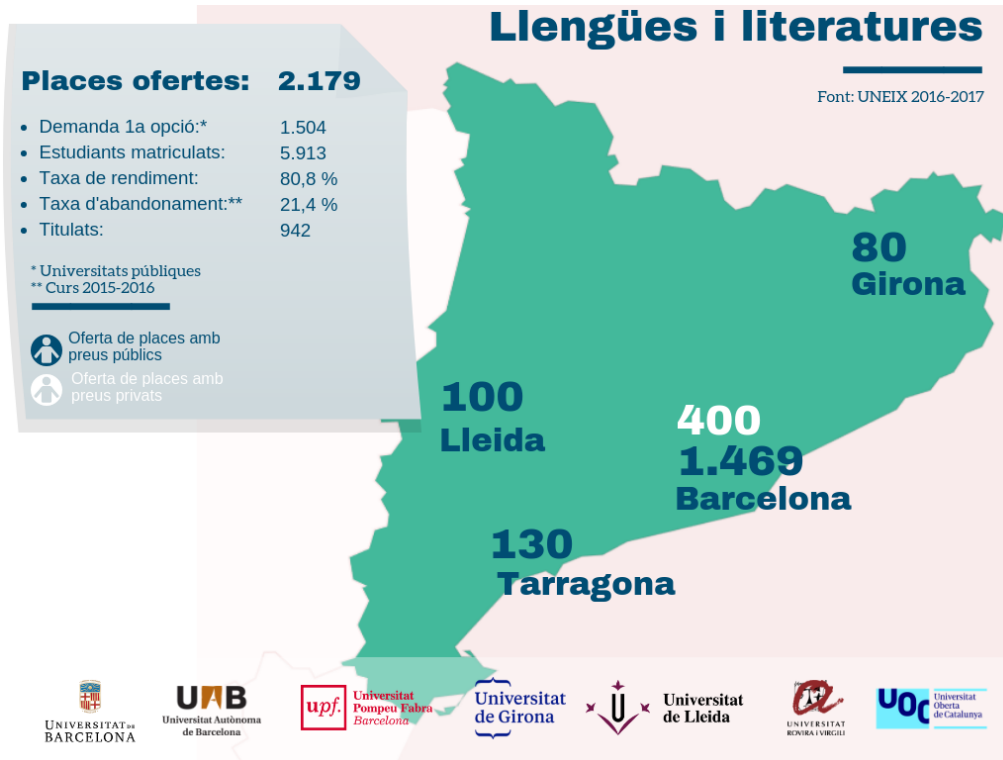 Llengües i literatures
Font: UNEIX 2016-2017
Places ofertes: 2.179
• Demanda 1a opció:* 1.504
• Estudiants matriculats: 5.913
• Taxa de rendiment: 80,8 %
• Taxa d'abandonament:** 21,4 %
• Titulats: 942
* Universitats públiques
** Curs 2015-2016
Oferta de places amb
preus públics
Oferta de places amb
preus privats
80
Girona
100
Lleida
400
1.469
Barcelona
130
Tarragona
UNIVERSITAT DE
BARCELONA
UAB
Universitat Autònoma
de Barcelona
upf.
Universitat
Pompeu Fabra
Barcelona
Universitat
de Girona
U
Universitat
de Lleida
UNIVERSITAT
ROVIRA I VIRGILI
UOC
Universitat
Oberta
de Catalunya